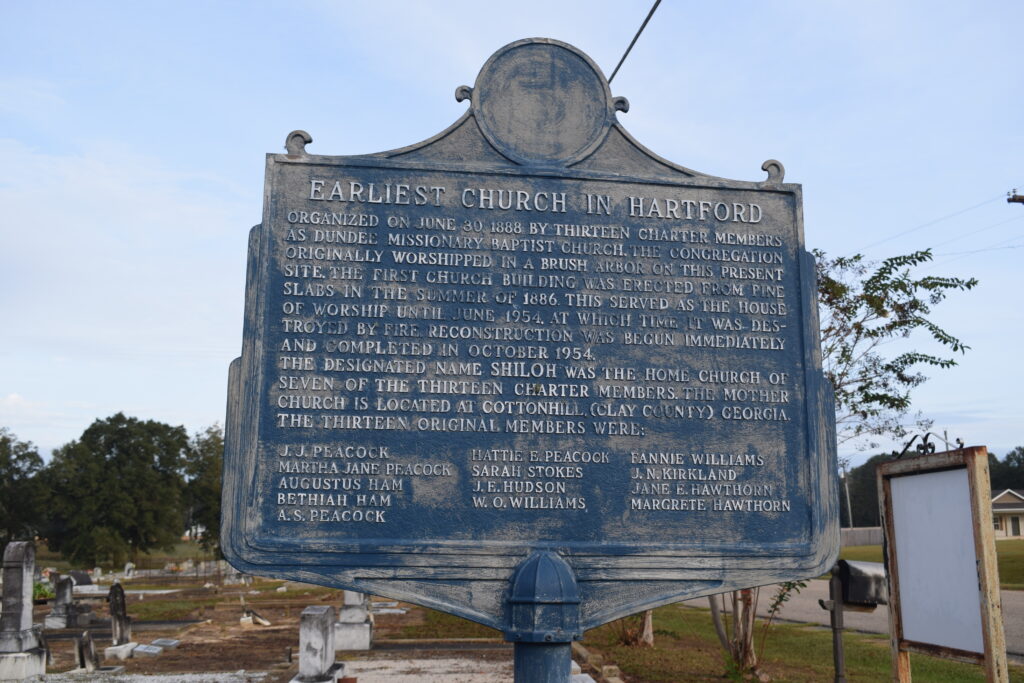 EARLIEST CHURCH IN HARTFORD
ORGANIZED ON JUNE 30 1888 BY THIRTEEN CHARTER MEMBERS
AS DUNDEE MISSIONARY BAPTIST CHURCH. THE CONGREGATION
ORIGINALLY WORSHIPPED IN A BRUSH ARBOR ON THIS PRESENT
SITE. THE FIRST CHURCH BUILDING WAS ERECTED FROM PINE
SLABS IN THE SUMMER OF 1886. THIS SERVED AS THE HOUSE
OF WORSHIP UNTIL JUNE 1954, AT WHICH TIME IT WAS DES-
TROYED BY FIRE. RECONSTRUCTION WAS BEGUN IMMEDIATELY
AND COMPLETED IN OCTOBER 1954.
THE DESIGNATED NAME SHILOH WAS THE HOME CHURCH OF
SEVEN OF THE THIRTEEN CHARTER MEMBERS. THE MOTHER
CHURCH IS LOCATED AT COTTONHILL, (CLAY COUNTY) GEORGIA.
THE THIRTEEN ORIGINAL MEMBERS WERE:
J. J. PEACOCK
MARTHA JANE PEACOCK
AUGUSTUS HAM
BETHIAH HAM
A. S. PEACOCK
HATTIE E. PEACOCK
SARAH STOKES
J. E. HUDSON
W. O. WILLIAMS
FANNIE WILLIAMS
J. N. KIRKLAND
JANE E. HAWTHORN
MARGRETE HAWTHORN